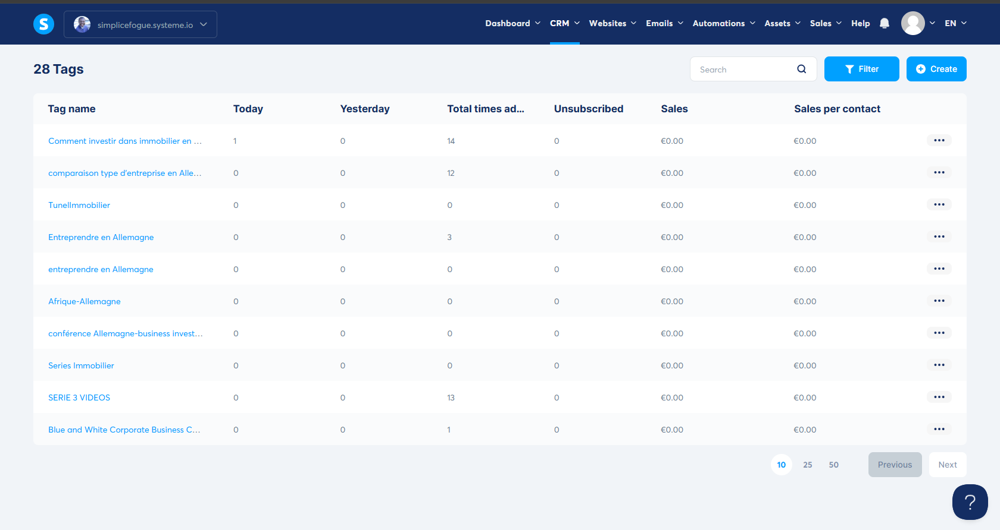 S simplicefogue.systeme.io Dashboard CRM Websites Emails Automations Assets Sales Help EN
28 Tags Search Filter Create
Tag name Today Yesterday Total times ad... Unsubscribed Sales Sales per contact
Comment investir dans immobilier en ... 1 0 14 0 €0.00 €0.00
comparaison type d'entreprise en Alle... 0 0 12 0 €0.00 €0.00
TunelImmobilier 0 0 0 0 €0.00 €0.00
Entreprendre en Allemagne 0 0 3 0 €0.00 €0.00
entreprendre en Allemagne 0 0 0 0 €0.00 €0.00
Afrique-Allemagne 0 0 0 0 €0.00 €0.00
conférence Allemagne-business invest... 0 0 0 0 €0.00 €0.00
Series Immobilier 0 0 0 0 €0.00 €0.00
SERIE 3 VIDEOS 0 0 13 0 €0.00 €0.00
Blue and White Corporate Business C... 0 0 1 0 €0.00 €0.00
10 25 50 Previous Next
?